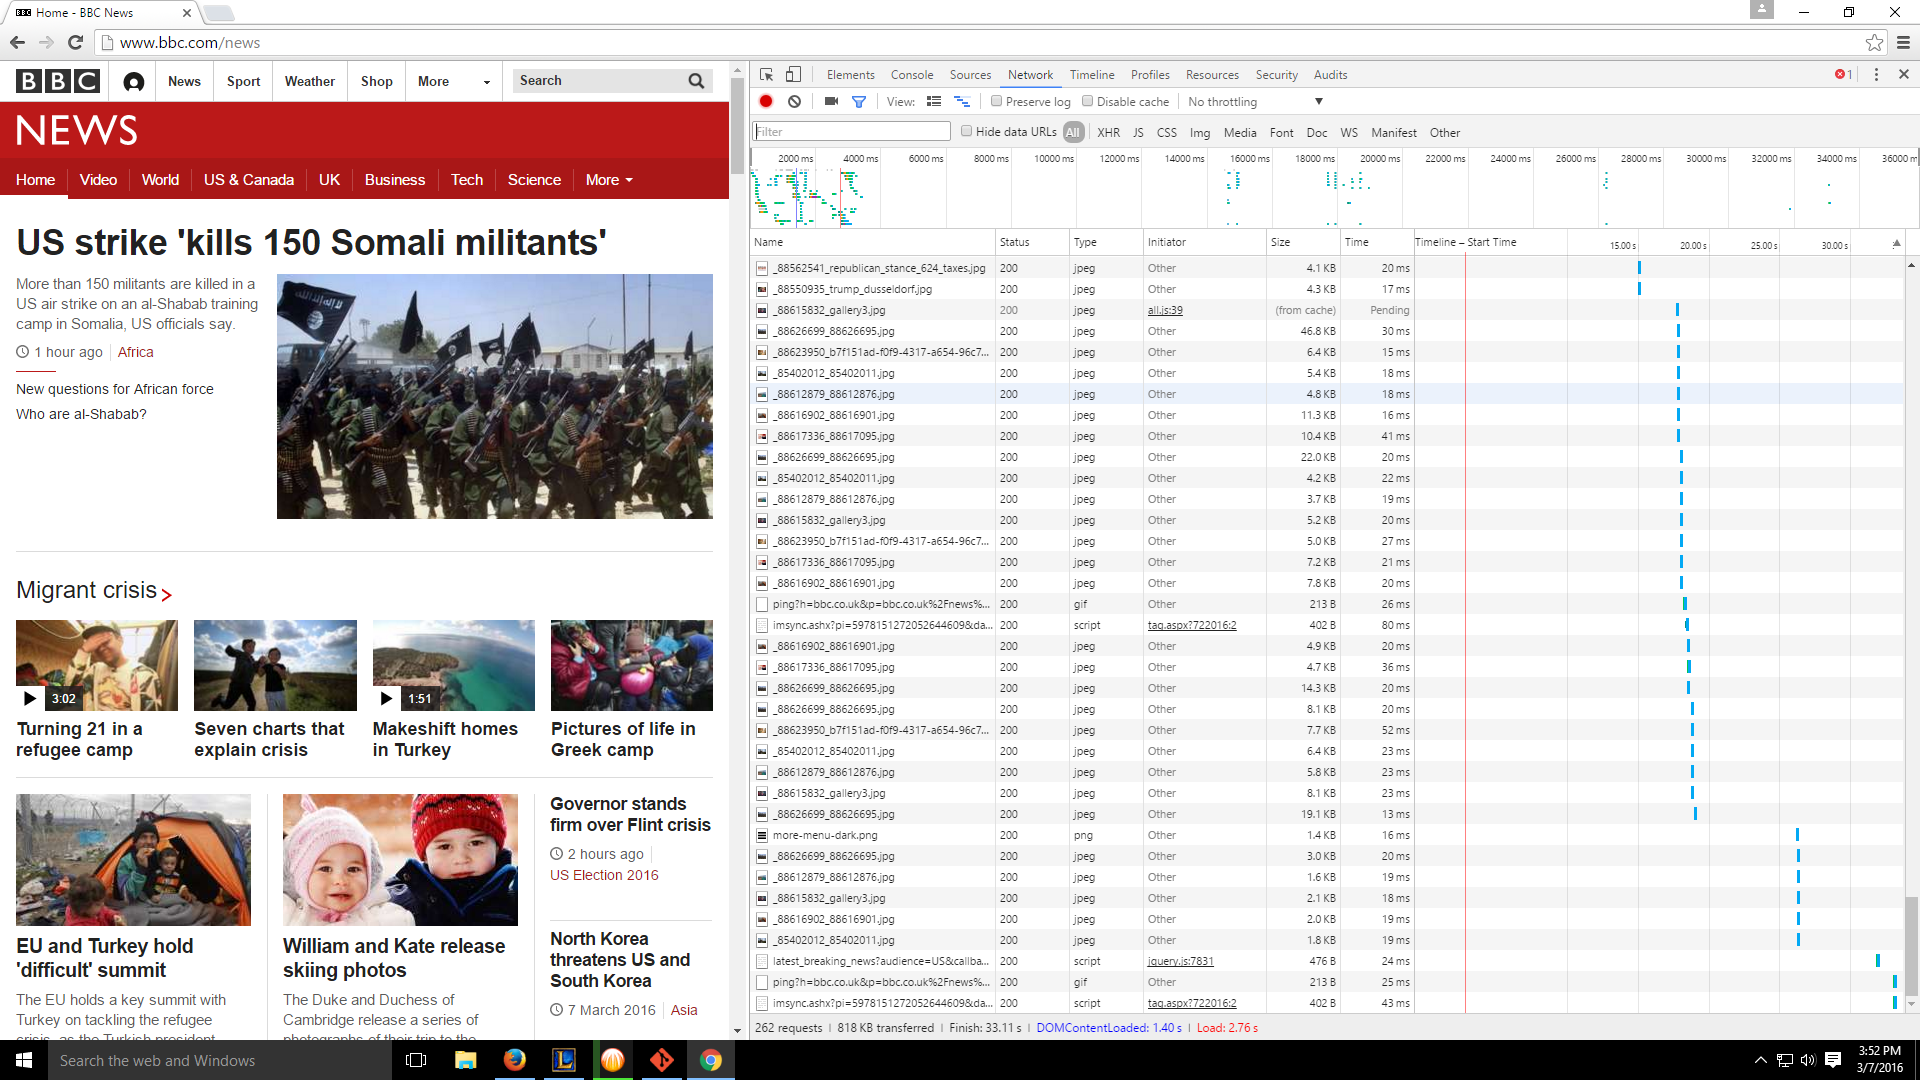 Home - BBC News
www.bbc.com/news
BBC
News
Sport
Weather
Shop
More
Search
NEWS
Home
Video
World
US & Canada
UK
Business
Tech
Science
More
US strike 'kills 150 Somali militants'
More than 150 militants are killed in a
US air strike on an al-Shabab training
camp in Somalia, US officials say.
1 hour ago
Africa
New questions for African force
Who are al-Shabab?
Migrant crisis
3:02
1:51
Turning 21 in a
refugee camp
Seven charts that
explain crisis
Makeshift homes
in Turkey
Pictures of life in
Greek camp
EU and Turkey hold
'difficult' summit
The EU holds a key summit with
Turkey on tackling the refugee
crisis, as the Turkish president
William and Kate release
skiing photos
The Duke and Duchess of
Cambridge release a series of
photographs of their trip to the
Governor stands
firm over Flint crisis
2 hours ago
US Election 2016
North Korea
threatens US and
South Korea
7 March 2016
Asia
Elements Console Sources Network Timeline Profiles Resources Security Audits 1
View: Preserve log Disable cache No throttling
Filter Hide data URLs All XHR JS CSS Img Media Font Doc WS Manifest Other
2000 ms 4000 ms 6000 ms 8000 ms 10000 ms 12000 ms 14000 ms 16000 ms 18000 ms 20000 ms 22000 ms 24000 ms 26000 ms 28000 ms 30000 ms 32000 ms 34000 ms 36000 m
Name Status Type Initiator Size Time Timeline – Start Time 15.00 s 20.00 s 25.00 s 30.00 s
_88562541_republican_stance_624_taxes.jpg 200 jpeg Other 4.1 KB 20 ms
_88550935_trump_dusseldorf.jpg 200 jpeg Other 4.3 KB 17 ms
_88615832_gallery3.jpg 200 jpeg all.js:39 (from cache) Pending
_88626699_88626695.jpg 200 jpeg Other 46.8 KB 30 ms
_88623950_b7f151ad-f0f9-4317-a654-96c7... 200 jpeg Other 6.4 KB 15 ms
_85402012_85402011.jpg 200 jpeg Other 5.4 KB 18 ms
_88612879_88612876.jpg 200 jpeg Other 4.8 KB 18 ms
_88616902_88616901.jpg 200 jpeg Other 11.3 KB 16 ms
_88617336_88617095.jpg 200 jpeg Other 10.4 KB 41 ms
_88626699_88626695.jpg 200 jpeg Other 22.0 KB 20 ms
_85402012_85402011.jpg 200 jpeg Other 4.2 KB 22 ms
_88612879_88612876.jpg 200 jpeg Other 3.7 KB 19 ms
_88615832_gallery3.jpg 200 jpeg Other 5.2 KB 20 ms
_88623950_b7f151ad-f0f9-4317-a654-96c7... 200 jpeg Other 5.0 KB 27 ms
_88617336_88617095.jpg 200 jpeg Other 7.2 KB 21 ms
_88616902_88616901.jpg 200 jpeg Other 7.8 KB 20 ms
ping?h=bbc.co.uk&p=bbc.co.uk%2Fnews%... 200 gif Other 213 B 26 ms
imsync.ashx?pi=5978151272052644609&da... 200 script tag.aspx?722016:2 402 B 80 ms
_88616902_88616901.jpg 200 jpeg Other 4.9 KB 20 ms
_88617336_88617095.jpg 200 jpeg Other 4.7 KB 36 ms
_88626699_88626695.jpg 200 jpeg Other 14.3 KB 20 ms
_88626699_88626695.jpg 200 jpeg Other 8.1 KB 20 ms
_88623950_b7f151ad-f0f9-4317-a654-96c7... 200 jpeg Other 7.7 KB 52 ms
_85402012_85402011.jpg 200 jpeg Other 6.4 KB 23 ms
_88612879_88612876.jpg 200 jpeg Other 5.8 KB 23 ms
_88615832_gallery3.jpg 200 jpeg Other 8.1 KB 23 ms
_88626699_88626695.jpg 200 jpeg Other 19.1 KB 13 ms
more-menu-dark.png 200 png Other 1.4 KB 16 ms
_88626699_88626695.jpg 200 jpeg Other 3.0 KB 20 ms
_88612879_88612876.jpg 200 jpeg Other 1.6 KB 19 ms
_88615832_gallery3.jpg 200 jpeg Other 2.1 KB 18 ms
_88616902_88616901.jpg 200 jpeg Other 2.0 KB 19 ms
_85402012_85402011.jpg 200 jpeg Other 1.8 KB 19 ms
latest_breaking_news?audience=US&callba... 200 script jquery.js:7831 476 B 24 ms
ping?h=bbc.co.uk&p=bbc.co.uk%2Fnews%... 200 gif Other 213 B 25 ms
imsync.ashx?pi=5978151272052644609&da... 200 script tag.aspx?722016:2 402 B 43 ms
262 requests | 818 KB transferred | Finish: 33.11 s | DOMContentLoaded: 1.40 s | Load: 2.76 s
Search the web and Windows
3:52 PM
3/7/2016